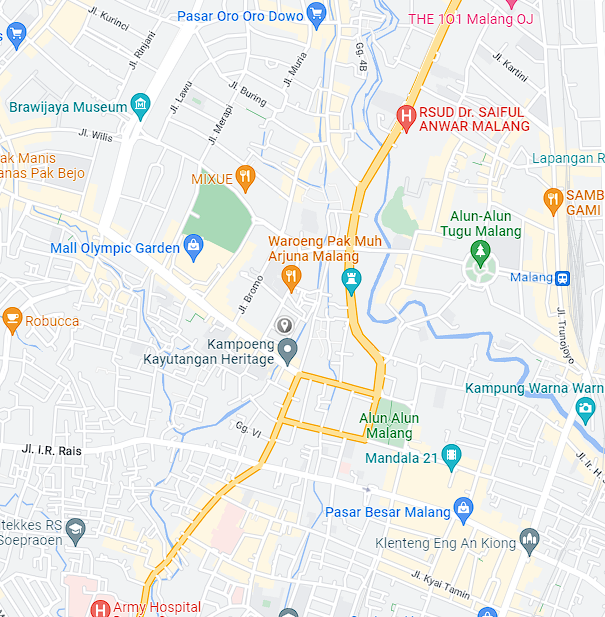 Jl. Kurinci
Pasar Oro Oro Dowo
THE 1O1 Malang OJ
Jl. Rinjani
Gg. 4B
Jl. Muria
Jl. Kartini
Jl. Buring
Jl. Lawu
Brawijaya Museum
Jl. Merapi
RSUD Dr. SAIFUL
ANWAR MALANG
Jl. Wilis
ak Manis
anas Pak Bejo
Lapangan R
MIXUE
SAMB
GAMI
Alun-Alun
Tugu Malang
Mall Olympic Garden
Waroeng Pak Muh
Arjuna Malang
Malang
Jl. Bromo
Robucca
Jl. Trunojoyo
Kampoeng
Kayutangan Heritage
Kampung Warna Warn
Alun Alun
Malang
Gg. VI
Jl. I.R. Rais
Mandala 21
Jl. Ir. H.
Pasar Besar Malang
tekkes RS
Soepraoen
Klenteng Eng An Kiong
Jl. Kyai Tamin
Army Hospital